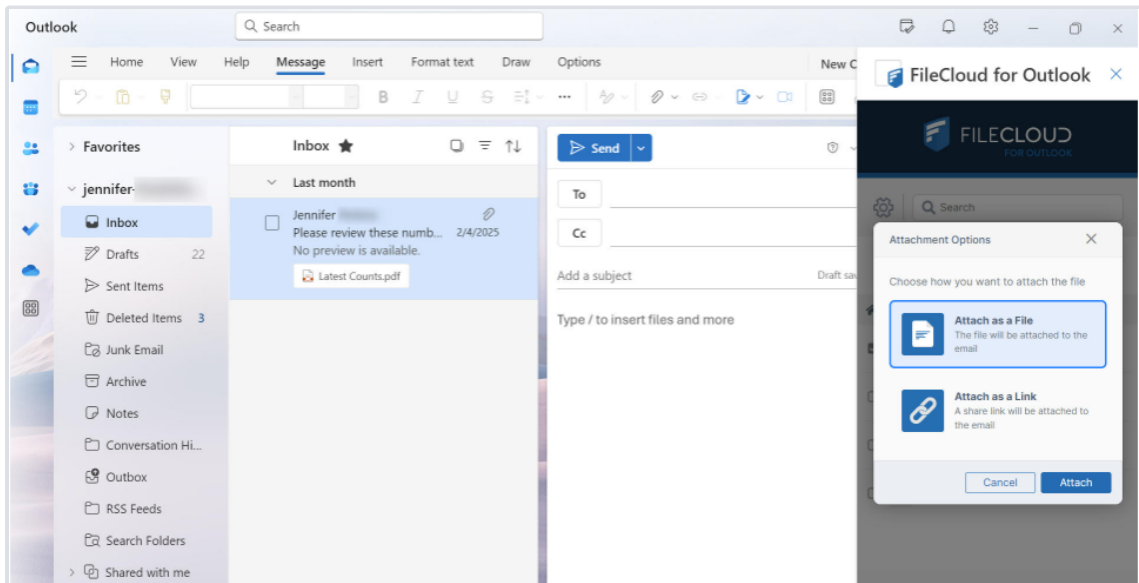 Outlook
Search
Home View Help Message Insert Format text Draw Options
New C
FileCloud for Outlook
B I U S
Favorites
jennifer-
Inbox
Drafts 22
Sent Items
Deleted Items 3
Junk Email
Archive
Notes
Conversation Hi...
Outbox
RSS Feeds
Search Folders
Shared with me
Inbox
Last month
Jennifer
Please review these numb... 2/4/2025
No preview is available.
Latest Counts.pdf
Send
To
Cc
Add a subject
Draft sa
Type / to insert files and more
FILECLOUD
FOR OUTLOOK
Search
Attachment Options
Choose how you want to attach the file
Attach as a File
The file will be attached to the
email
Attach as a Link
A share link will be attached to
the email
Cancel
Attach